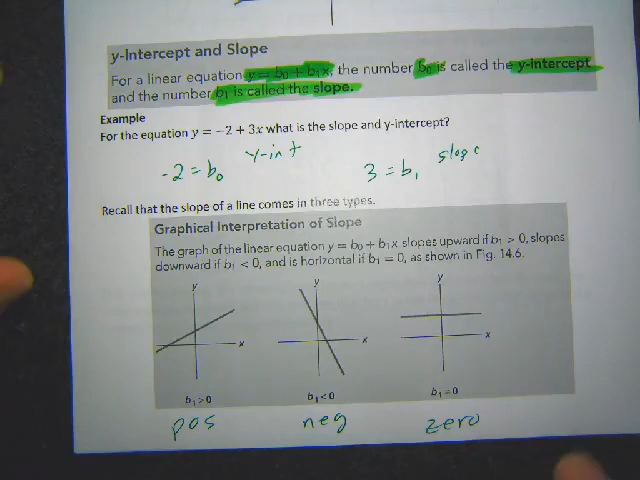 y-Intercept and Slope
For a linear equation y = b₀ + b₁x, the number b₀ is called the y-intercept
and the number b₁ is called the slope.
Example
For the equation y = −2 + 3x what is the slope and y-intercept?
-2 = b₀ y-int 3 = b₁ slope
Recall that the slope of a line comes in three types.
Graphical Interpretation of Slope
The graph of the linear equation y = b₀ + b₁x slopes upward if b₁ > 0, slopes
downward if b₁ < 0, and is horizontal if b₁ = 0, as shown in Fig. 14.6.
y y y
x x x
b₁>0 b₁<0 b₁=0
pos neg zero